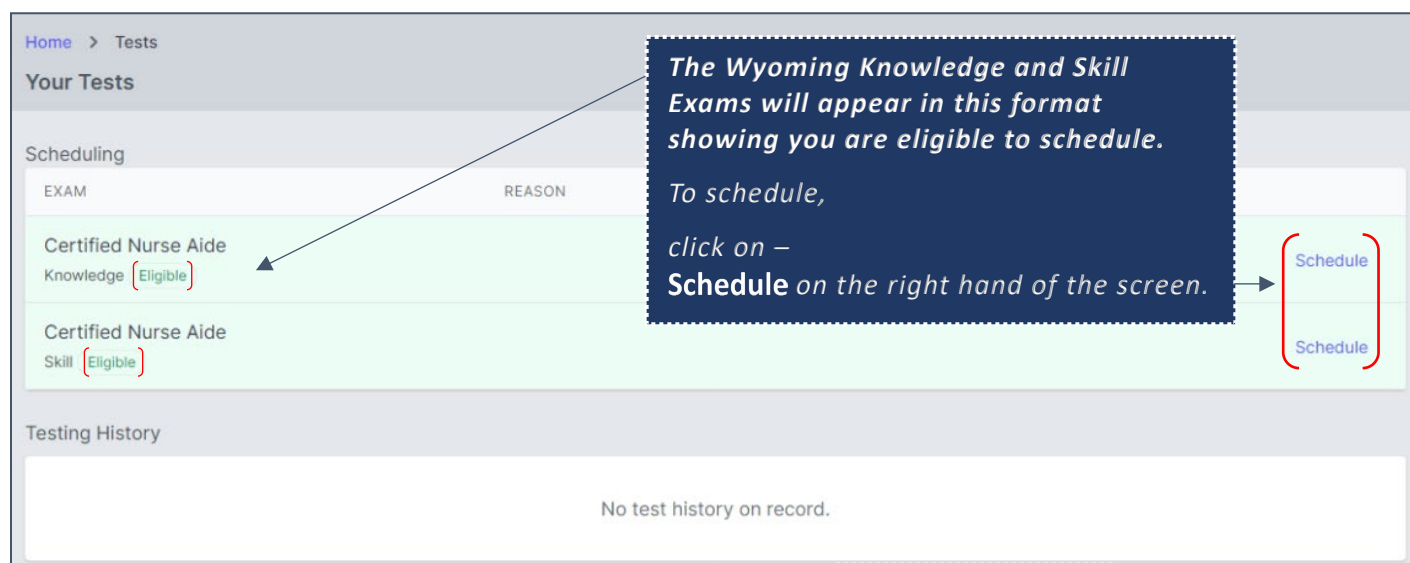 Home > Tests
Your Tests
The Wyoming Knowledge and Skill
Exams will appear in this format
showing you are eligible to schedule.
To schedule,
click on –
Schedule on the right hand of the screen.
Scheduling
EXAM REASON
Certified Nurse Aide
Knowledge Eligible
Schedule
Certified Nurse Aide
Skill Eligible
Schedule
Testing History
No test history on record.